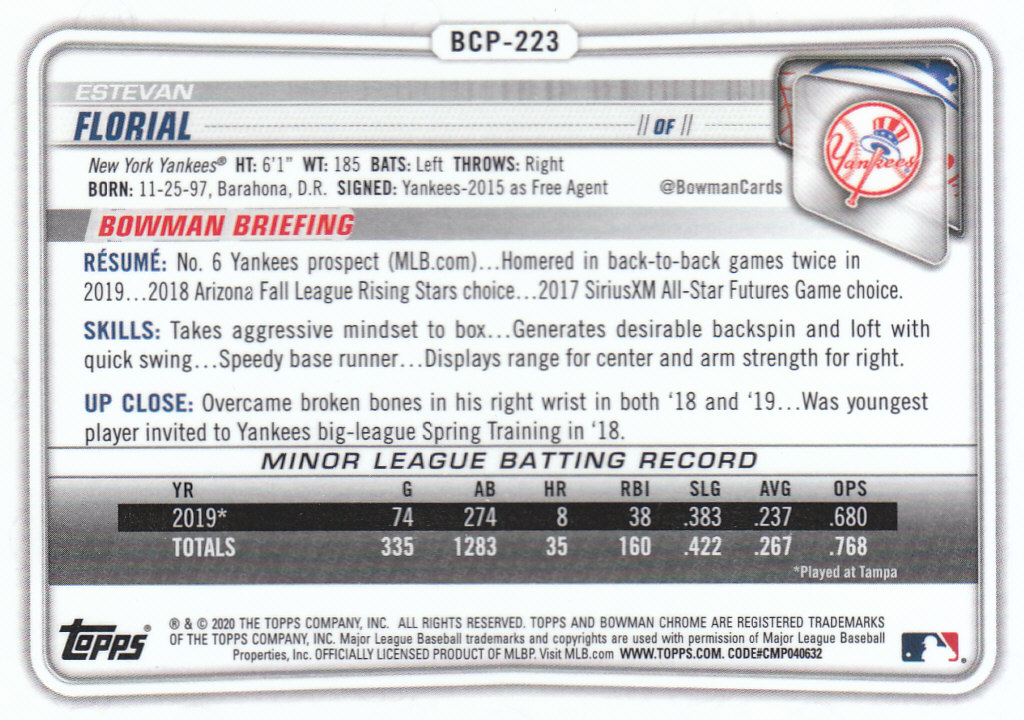 BCP-223
ESTEVAN
FLORIAL // OF //
New York Yankees® HT: 6'1" WT: 185 BATS: Left THROWS: Right
BORN: 11-25-97, Barahona, D.R. SIGNED: Yankees-2015 as Free Agent @BowmanCards
Yankees
BOWMAN BRIEFING
RÉSUMÉ: No. 6 Yankees prospect (MLB.com)...Homered in back-to-back games twice in
2019...2018 Arizona Fall League Rising Stars choice...2017 SiriusXM All-Star Futures Game choice.
SKILLS: Takes aggressive mindset to box...Generates desirable backspin and loft with
quick swing...Speedy base runner...Displays range for center and arm strength for right.
UP CLOSE: Overcame broken bones in his right wrist in both '18 and '19...Was youngest
player invited to Yankees big-league Spring Training in '18.
MINOR LEAGUE BATTING RECORD
YR G AB HR RBI SLG AVG OPS
2019* 74 274 8 38 .383 .237 .680
TOTALS 335 1283 35 160 .422 .267 .768
*Played at Tampa
TOPPS® ® & © 2020 THE TOPPS COMPANY, INC. ALL RIGHTS RESERVED. TOPPS AND BOWMAN CHROME ARE REGISTERED TRADEMARKS
OF THE TOPPS COMPANY, INC. Major League Baseball trademarks and copyrights are used with permission of Major League Baseball
Properties, Inc. OFFICIALLY LICENSED PRODUCT OF MLBP. Visit MLB.com WWW.TOPPS.COM. CODE#CMP040632